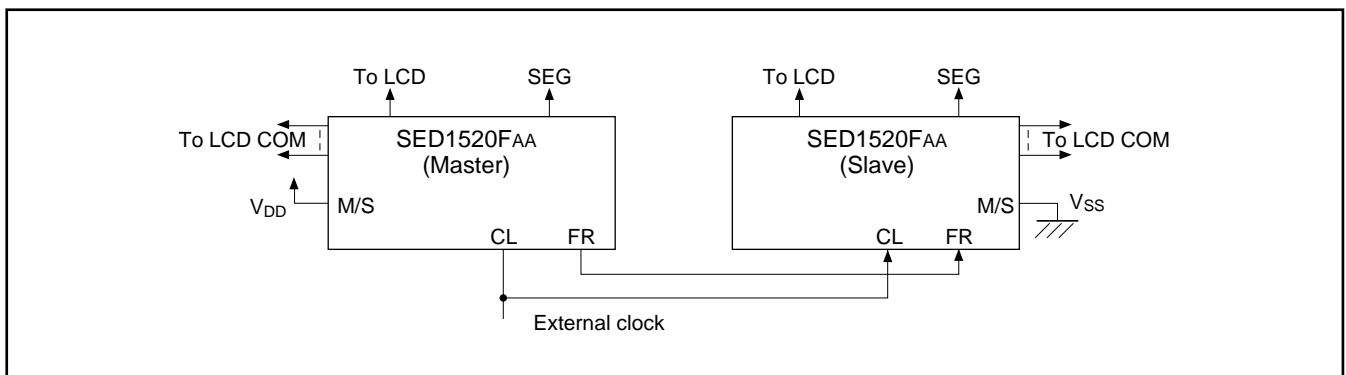 To LCD SEG To LCD SEG
To LCD COM SED1520FAA SED1520FAA To LCD COM
(Master) (Slave)
VDD M/S M/S VSS
CL FR CL FR
External clock